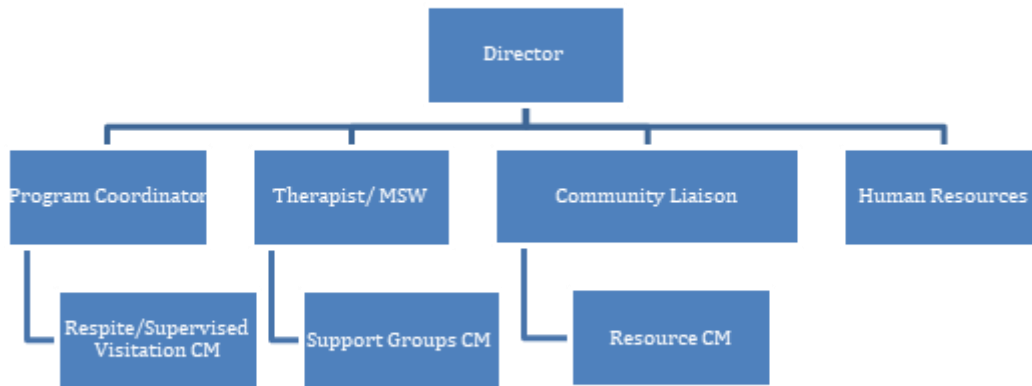 Director
Program Coordinator
Therapist/ MSW
Community Liaison
Human Resources
Respite/Supervised
Visitation CM
Support Groups CM
Resource CM